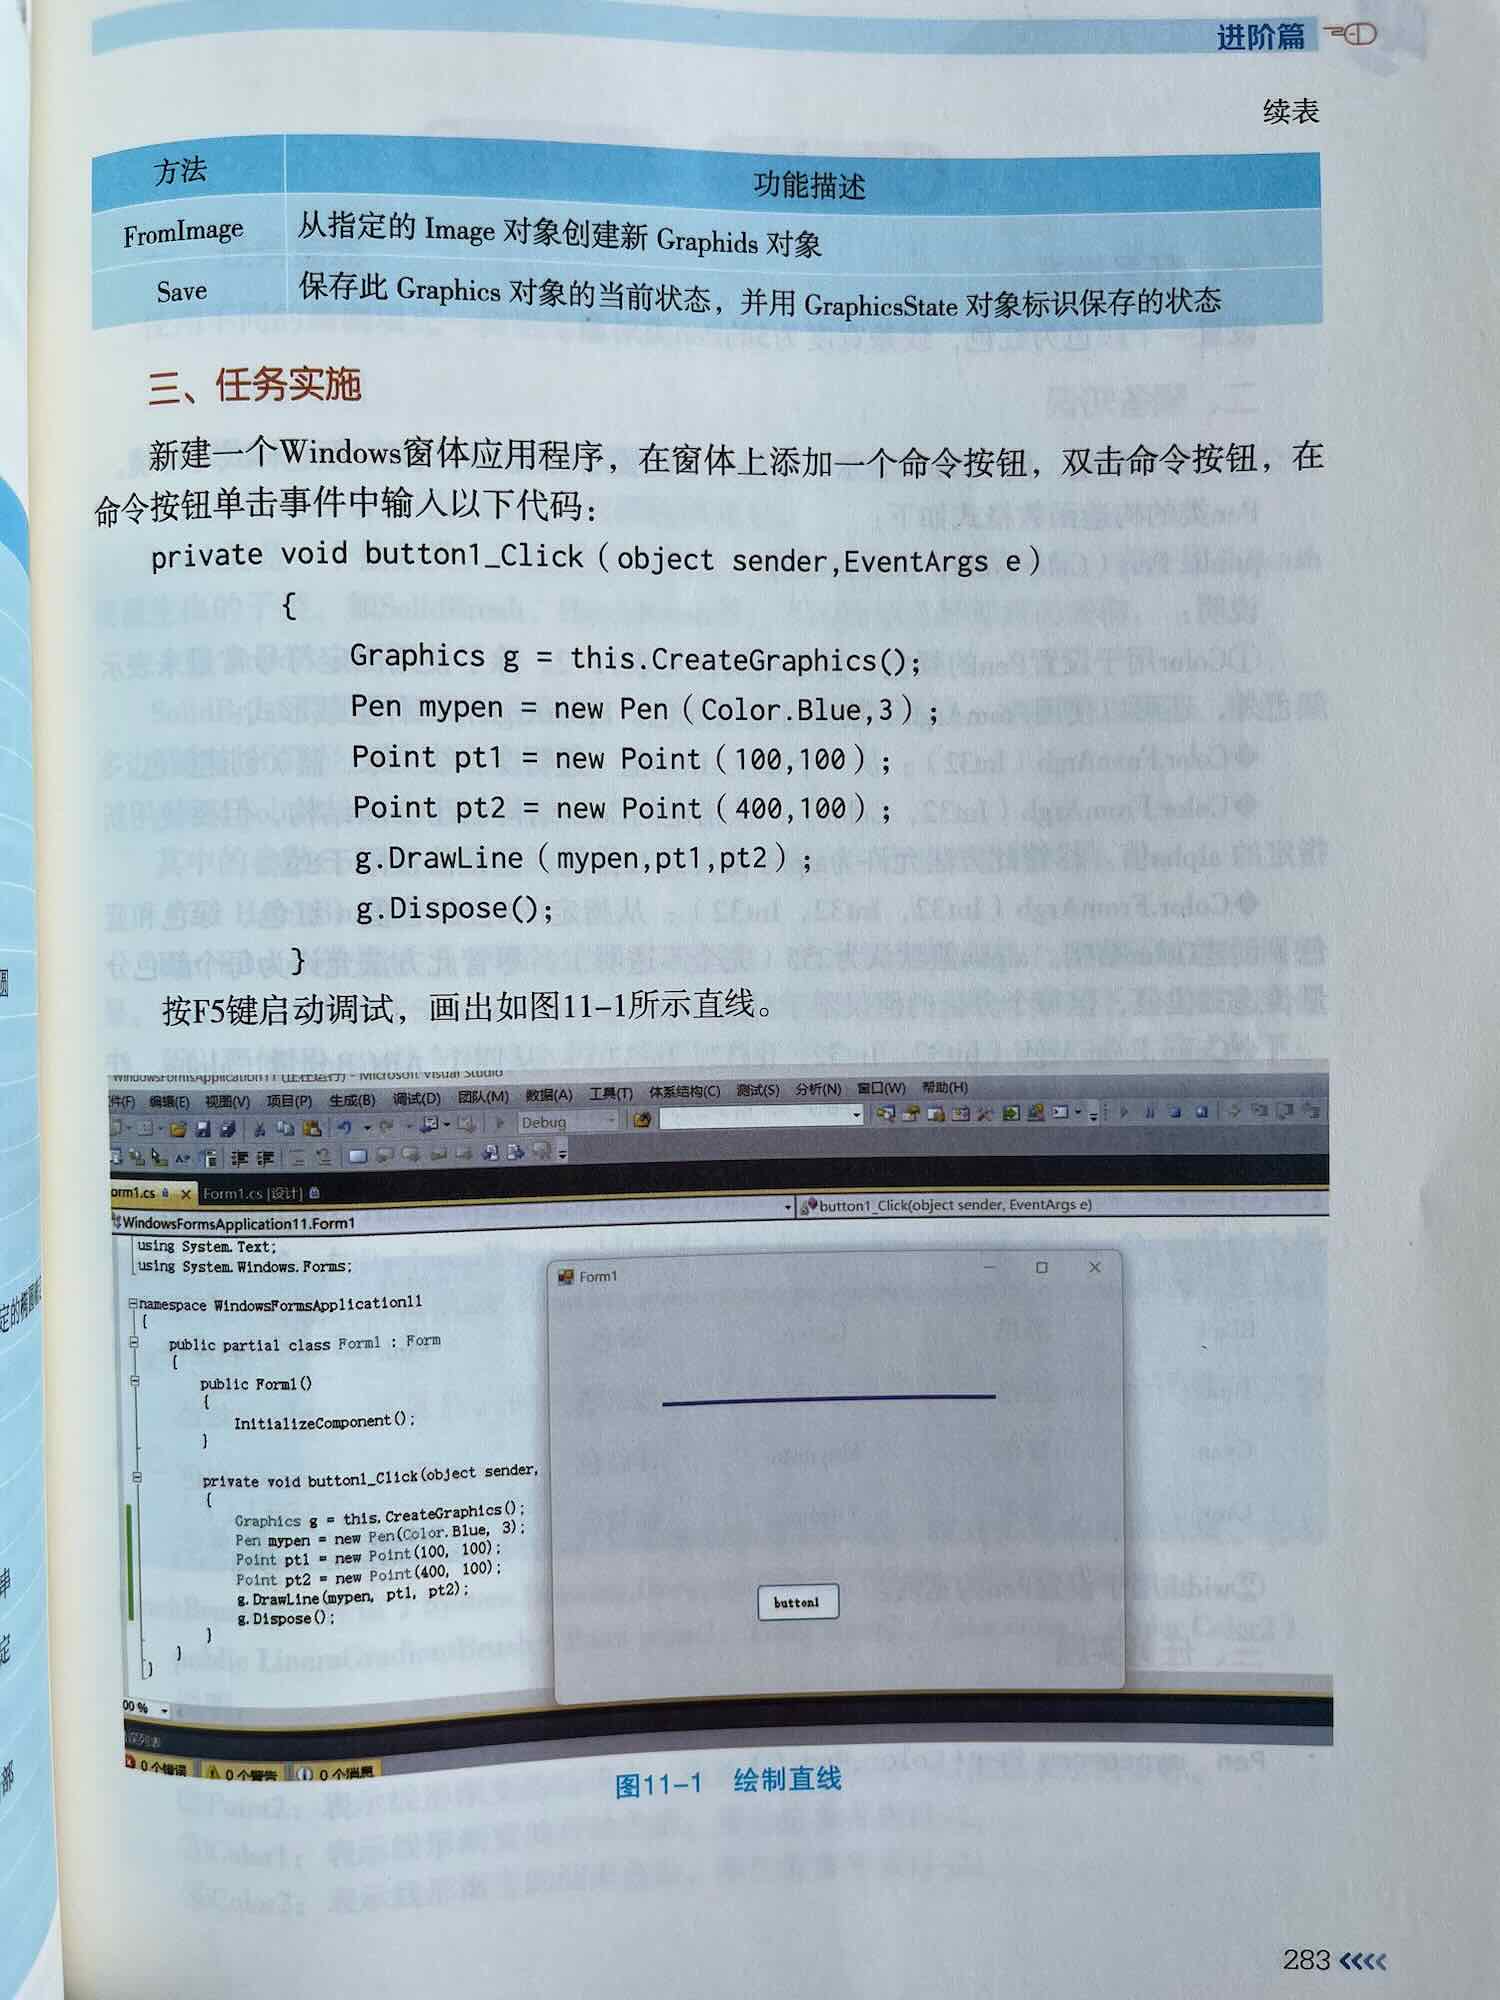 进阶篇
续表
方法 功能描述
FromImage 从指定的 Image 对象创建新 Graphids 对象
Save 保存此 Graphics 对象的当前状态，并用 GraphicsState 对象标识保存的状态
三、任务实施
新建一个Windows窗体应用程序，在窗体上添加一个命令按钮，双击命令按钮，在
命令按钮单击事件中输入以下代码：
private void button1_Click（object sender,EventArgs e）
{
Graphics g = this.CreateGraphics();
Pen mypen = new Pen（Color.Blue,3）;
Point pt1 = new Point（100,100）;
Point pt2 = new Point（400,100）;
g.DrawLine（mypen,pt1,pt2）;
g.Dispose();
}
按F5键启动调试，画出如图11-1所示直线。
WindowsFormsApplication11 (正在运行) - Microsoft Visual Studio
件(F) 编辑(E) 视图(V) 项目(P) 生成(B) 调试(D) 团队(M) 数据(A) 工具(T) 体系结构(C) 测试(S) 分析(N) 窗口(W) 帮助(H)
Debug
orm1.cs Form1.cs [设计]
WindowsFormsApplication11.Form1 button1_Click(object sender, EventArgs e)
using System.Text;
using System.Windows.Forms;
namespace WindowsFormsApplication11
{
public partial class Form1 : Form
{
public Form1()
{
InitializeComponent();
}
private void button1_Click(object sender,
{
Graphics g = this.CreateGraphics();
Pen mypen = new Pen(Color.Blue, 3);
Point pt1 = new Point(100, 100);
Point pt2 = new Point(400, 100);
g.DrawLine(mypen, pt1, pt2);
g.Dispose();
}
}
}
Form1
button1
00 %
0 个错误 0 个警告 0 个消息
图11-1 绘制直线
283